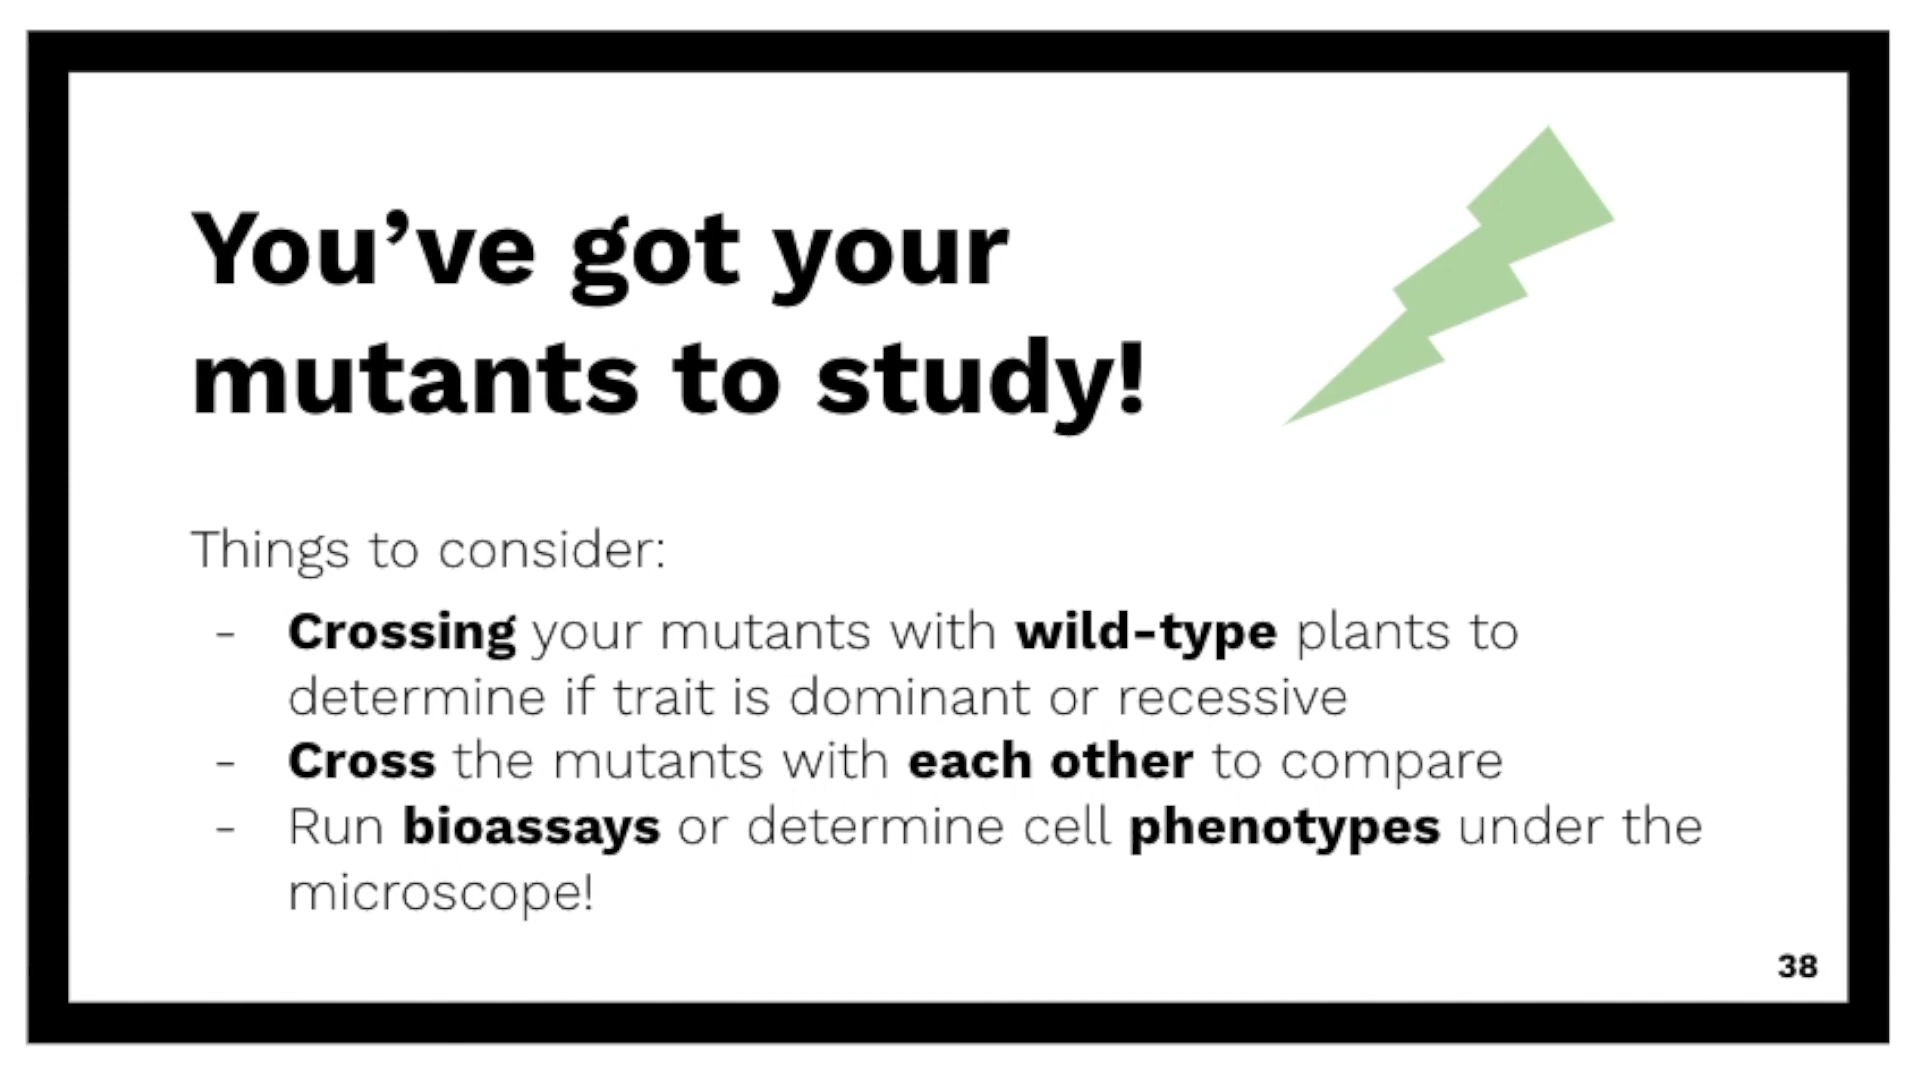 You’ve got your
mutants to study!
Things to consider:
- Crossing your mutants with wild-type plants to
determine if trait is dominant or recessive
- Cross the mutants with each other to compare
- Run bioassays or determine cell phenotypes under the
microscope!
38